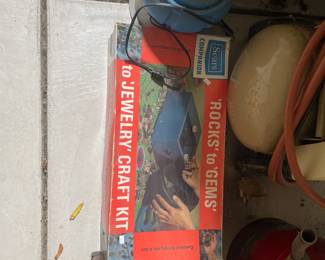 'ROCKS' to 'GEMS'
to 'JEWELRY' CRAFT KIT
Sears
COMPANION